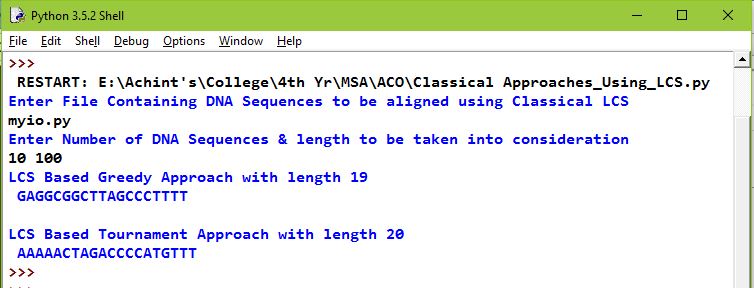 Python 3.5.2 Shell
File Edit Shell Debug Options Window Help
>>>
RESTART: E:\Achint's\College\4th Yr\MSA\ACO\Classical Approaches_Using_LCS.py
Enter File Containing DNA Sequences to be aligned using Classical LCS
myio.py
Enter Number of DNA Sequences & length to be taken into consideration
10 100
LCS Based Greedy Approach with length 19
GAGGCGGCTTAGCCCTTTT
LCS Based Tournament Approach with length 20
AAAAACTAGACCCCATGTTT
>>>
>>>